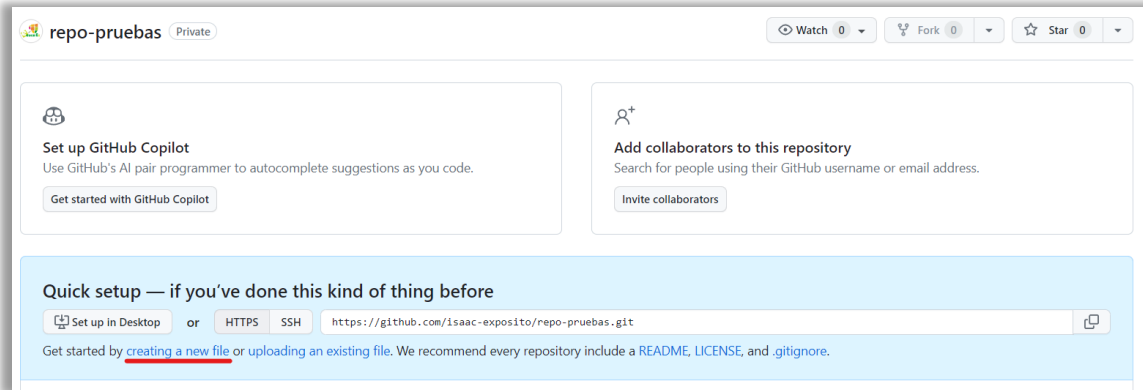 repo-pruebas Private Watch 0 Fork 0 Star 0
Set up GitHub Copilot
Use GitHub's AI pair programmer to autocomplete suggestions as you code.
Get started with GitHub Copilot
Add collaborators to this repository
Search for people using their GitHub username or email address.
Invite collaborators
Quick setup — if you've done this kind of thing before
Set up in Desktop or HTTPS SSH https://github.com/isaac-exposito/repo-pruebas.git
Get started by creating a new file or uploading an existing file. We recommend every repository include a README, LICENSE, and .gitignore.